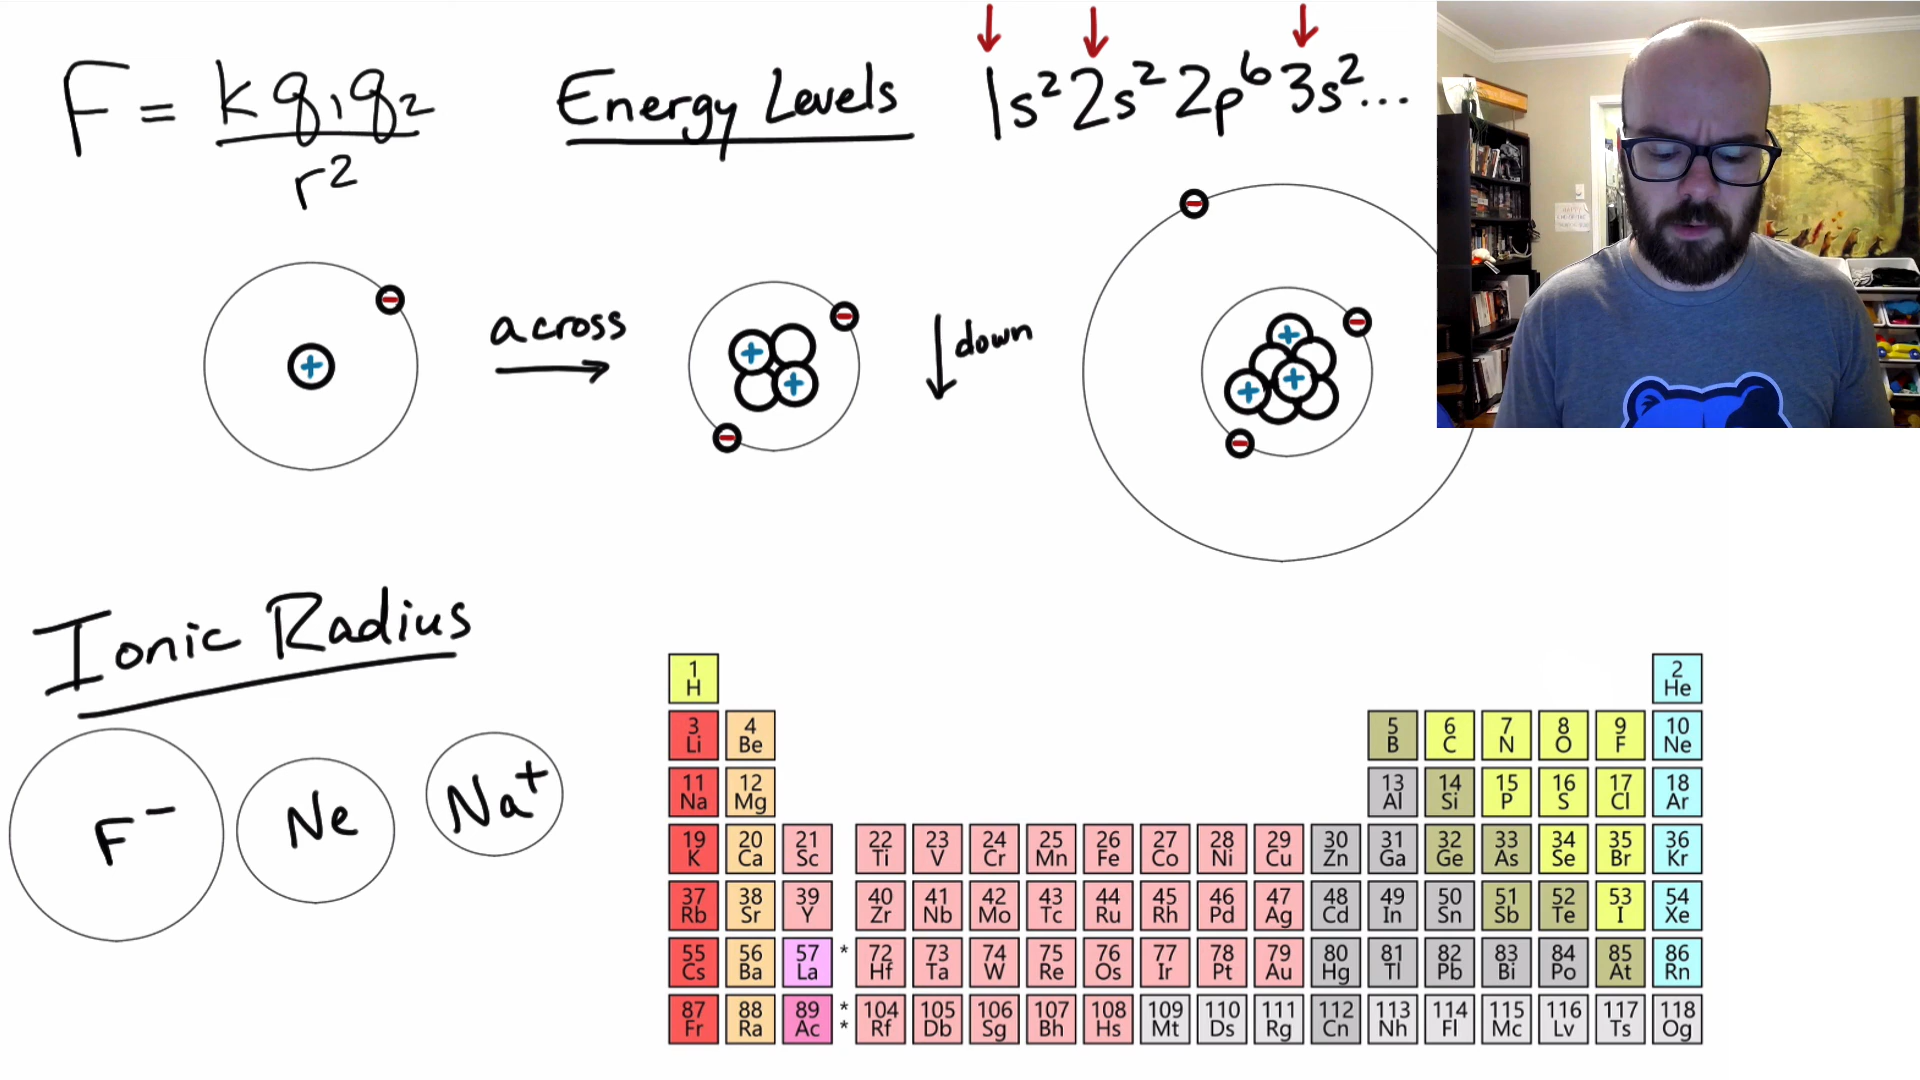 F = kq₁q₂
r²
Energy Levels
1s² 2s² 2p⁶ 3s²...
across
down
+
−
+
+
−
−
+
+
+
−
−
−
Ionic Radius
F⁻
Ne
Na⁺
1 H
2 He
3 Li
4 Be
5 B
6 C
7 N
8 O
9 F
10 Ne
11 Na
12 Mg
13 Al
14 Si
15 P
16 S
17 Cl
18 Ar
19 K
20 Ca
21 Sc
22 Ti
23 V
24 Cr
25 Mn
26 Fe
27 Co
28 Ni
29 Cu
30 Zn
31 Ga
32 Ge
33 As
34 Se
35 Br
36 Kr
37 Rb
38 Sr
39 Y
40 Zr
41 Nb
42 Mo
43 Tc
44 Ru
45 Rh
46 Pd
47 Ag
48 Cd
49 In
50 Sn
51 Sb
52 Te
53 I
54 Xe
55 Cs
56 Ba
57 La
*
72 Hf
73 Ta
74 W
75 Re
76 Os
77 Ir
78 Pt
79 Au
80 Hg
81 Tl
82 Pb
83 Bi
84 Po
85 At
86 Rn
87 Fr
88 Ra
89 Ac
* *
104 Rf
105 Db
106 Sg
107 Bh
108 Hs
109 Mt
110 Ds
111 Rg
112 Cn
113 Nh
114 Fl
115 Mc
116 Lv
117 Ts
118 Og